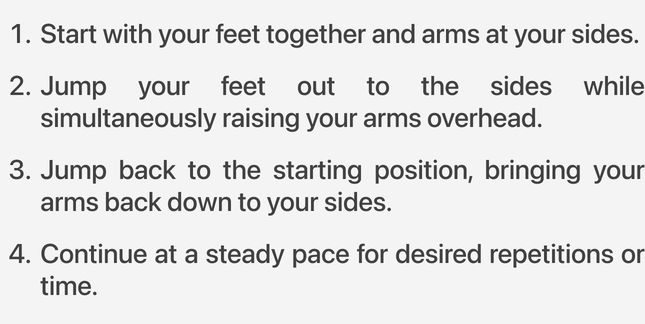 1. Start with your feet together and arms at your sides.
2. Jump your feet out to the sides while
simultaneously raising your arms overhead.
3. Jump back to the starting position, bringing your
arms back down to your sides.
4. Continue at a steady pace for desired repetitions or
time.